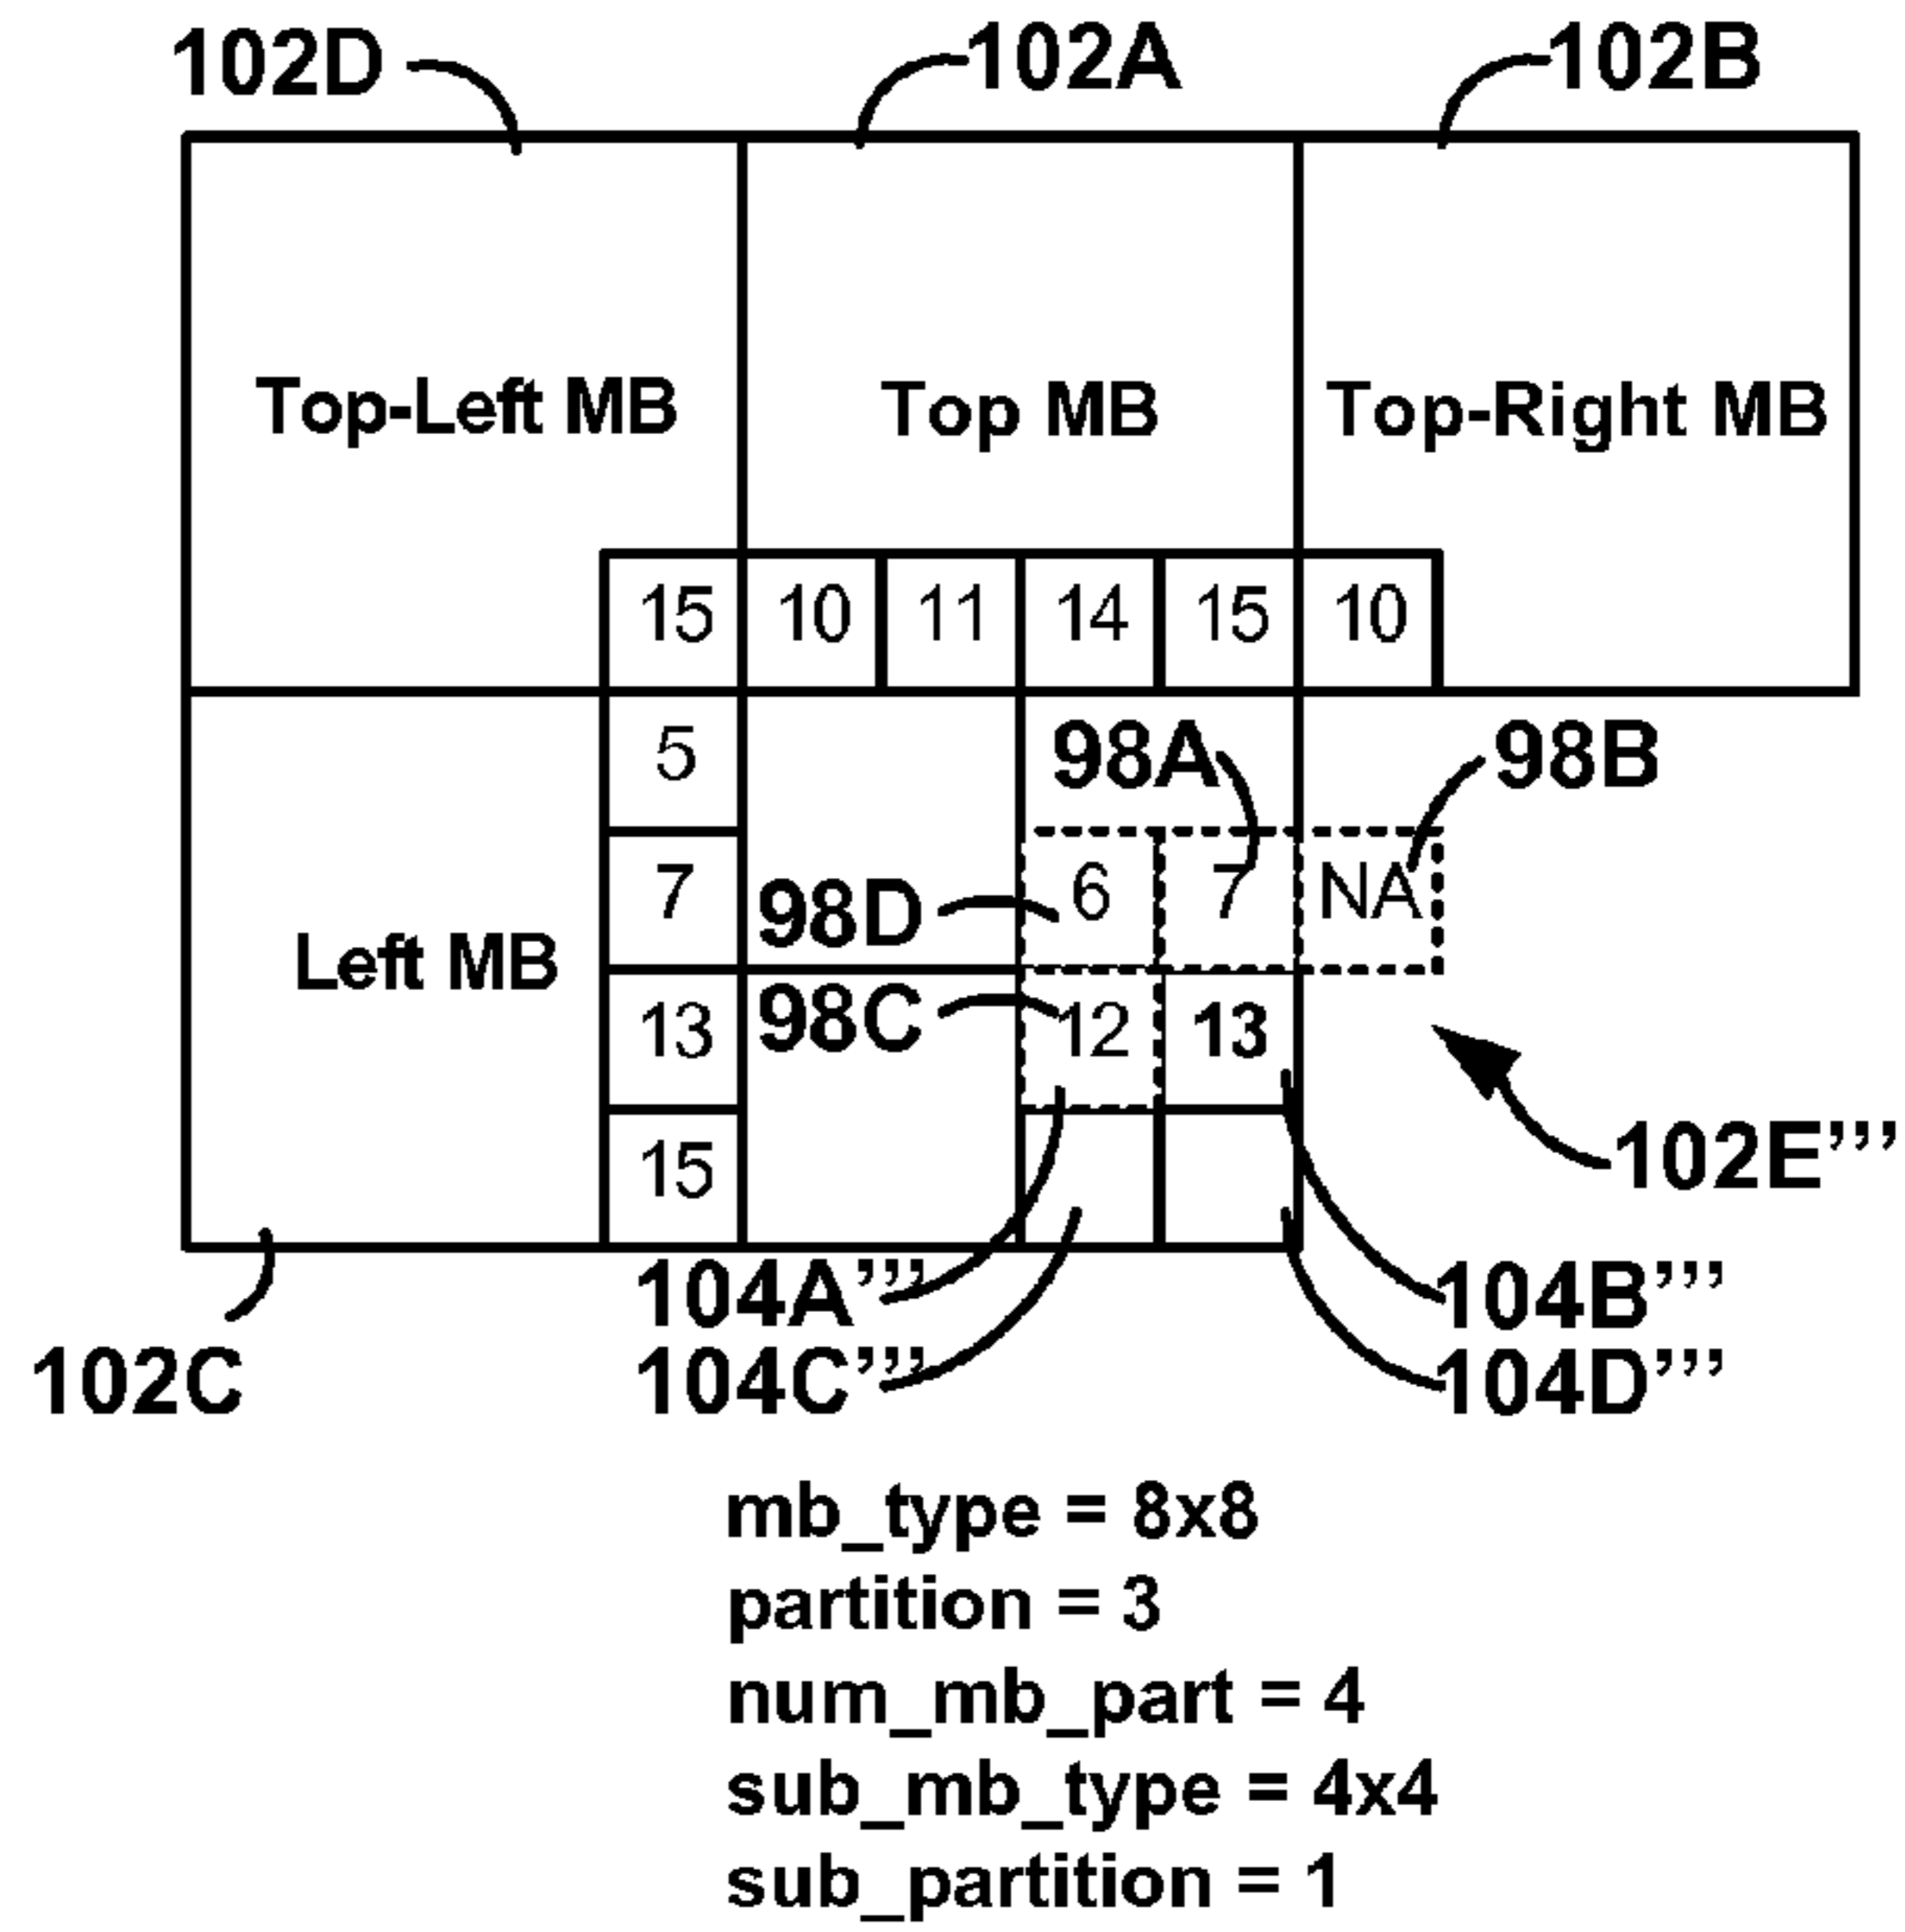 102D 102A 102B
Top-Left MB Top MB Top-Right MB
15 10 11 14 15 10
5 98A 98B
7 98D 6 7 NA
Left MB
13 98C 12 13
15 102E’’’
104A’’’ 104B’’’
102C 104C’’’ 104D’’’
mb_type = 8x8
partition = 3
num_mb_part = 4
sub_mb_type = 4x4
sub_partition = 1